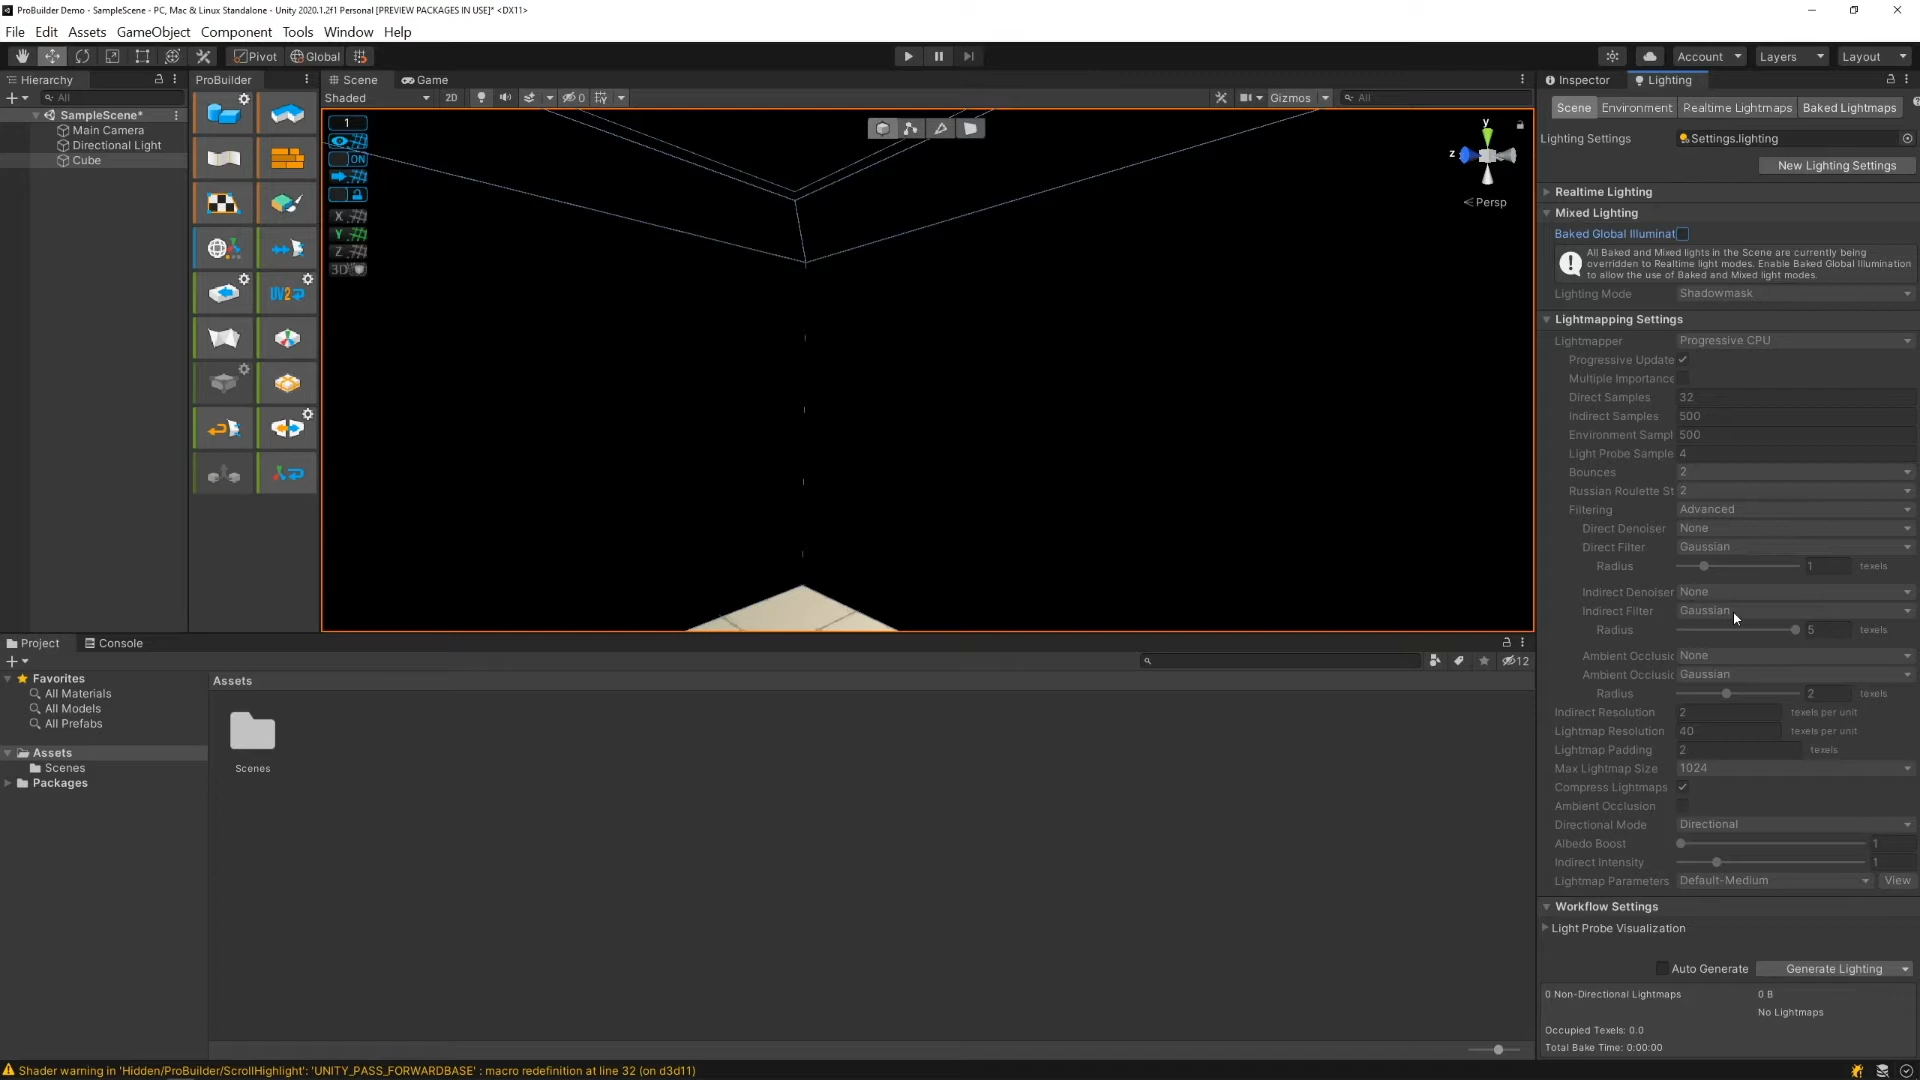 ProBuilder Demo - SampleScene - PC, Mac & Linux Standalone - Unity 2020.1.2f1 Personal [PREVIEW PACKAGES IN USE]* <DX11>
File Edit Assets GameObject Component Tools Window Help
Pivot Global Account Layers Layout
Hierarchy
All
SampleScene*
Main Camera
Directional Light
Cube
ProBuilder
UV2
Scene Game
Shaded 2D 0 Gizmos All
1
ON
X
Y
Z
3D
y
z
Persp
Inspector Lighting
Scene Environment Realtime Lightmaps Baked Lightmaps
Lighting Settings Settings.lighting
New Lighting Settings
Realtime Lighting
Mixed Lighting
Baked Global Illuminat
All Baked and Mixed lights in the Scene are currently being
overridden to Realtime light modes. Enable Baked Global Illumination
to allow the use of Baked and Mixed light modes.
Lighting Mode Shadowmask
Lightmapping Settings
Lightmapper Progressive CPU
Progressive Update
Multiple Importance
Direct Samples 32
Indirect Samples 500
Environment Sampl 500
Light Probe Sample 4
Bounces 2
Russian Roulette St 2
Filtering Advanced
Direct Denoiser None
Direct Filter Gaussian
Radius 1 texels
Indirect Denoiser None
Indirect Filter Gaussian
Radius 5 texels
Ambient Occlusic None
Ambient Occlusic Gaussian
Radius 2 texels
Indirect Resolution 2 texels per unit
Lightmap Resolution 40 texels per unit
Lightmap Padding 2 texels
Max Lightmap Size 1024
Compress Lightmaps
Ambient Occlusion
Directional Mode Directional
Albedo Boost 1
Indirect Intensity 1
Lightmap Parameters Default-Medium View
Workflow Settings
Light Probe Visualization
Auto Generate Generate Lighting
0 Non-Directional Lightmaps 0 B
No Lightmaps
Occupied Texels: 0.0
Total Bake Time: 0:00:00
Project Console
12
Favorites
All Materials
All Models
All Prefabs
Assets
Scenes
Packages
Assets
Scenes
Shader warning in 'Hidden/ProBuilder/ScrollHighlight': 'UNITY_PASS_FORWARDBASE' : macro redefinition at line 32 (on d3d11)